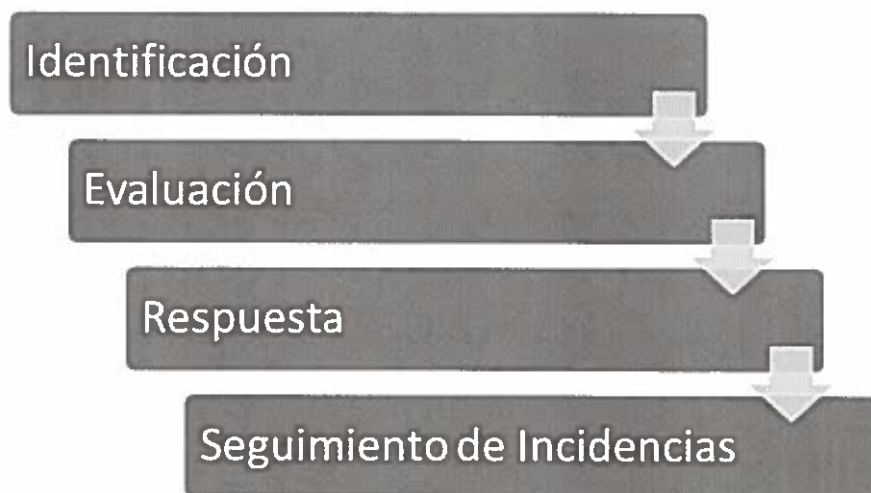 Identificación
Evaluación
Respuesta
Seguimiento de Incidencias